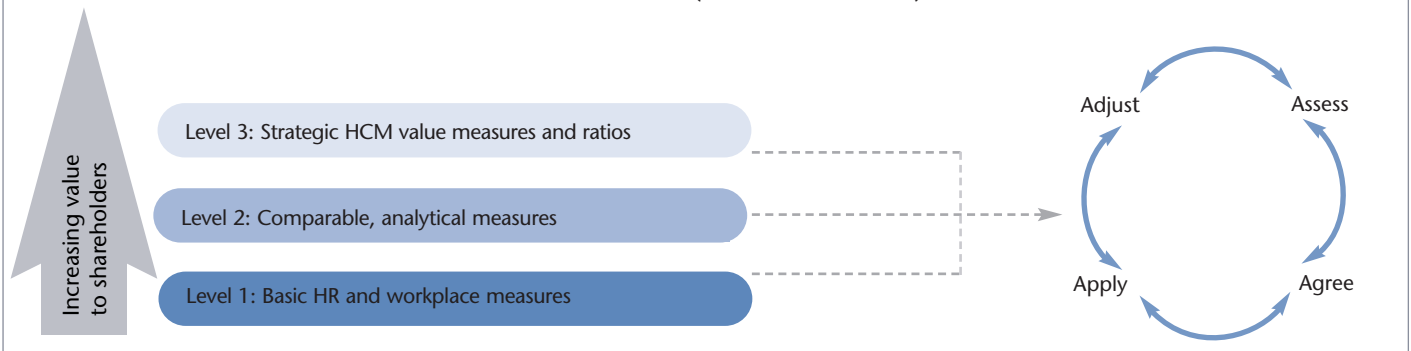 Increasing value
to shareholders
Level 3: Strategic HCM value measures and ratios
Level 2: Comparable, analytical measures
Level 1: Basic HR and workplace measures
Adjust
Assess
Apply
Agree